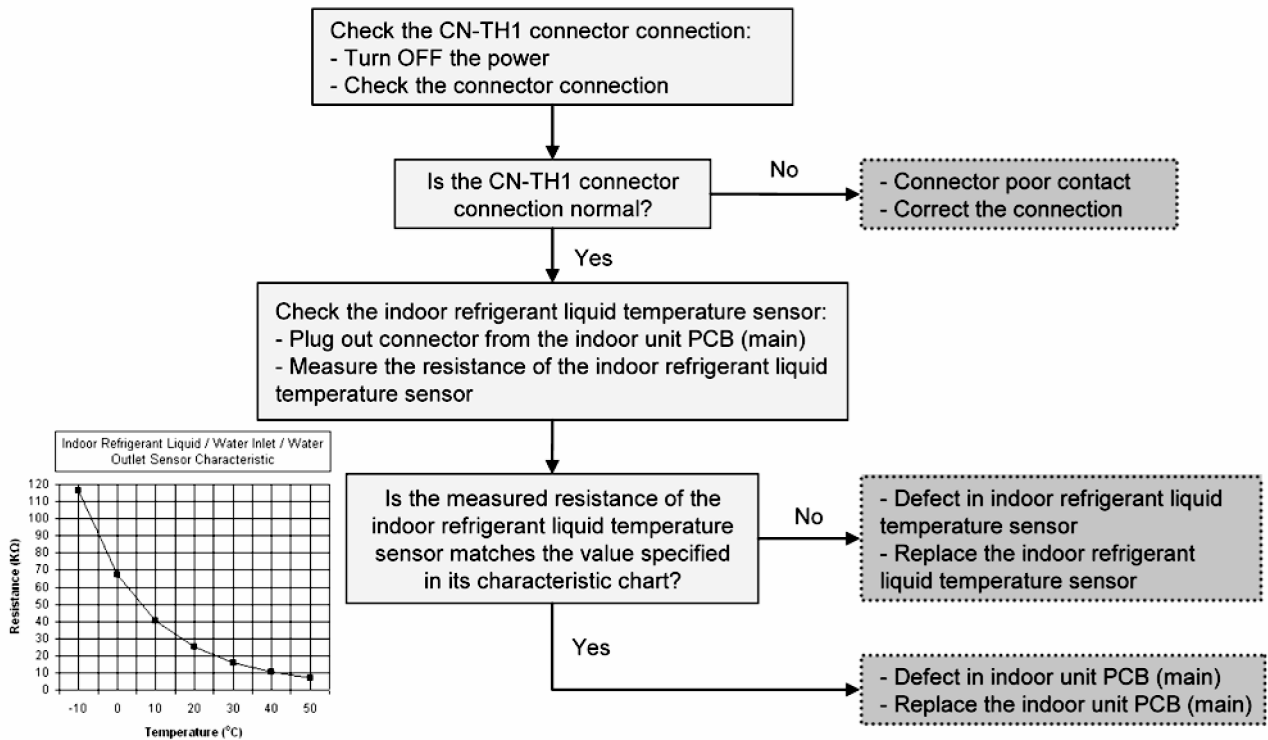 Check the CN-TH1 connector connection:
- Turn OFF the power
- Check the connector connection
Is the CN-TH1 connector
connection normal?
No
- Connector poor contact
- Correct the connection
Yes
Check the indoor refrigerant liquid temperature sensor:
- Plug out connector from the indoor unit PCB (main)
- Measure the resistance of the indoor refrigerant liquid
temperature sensor
Indoor Refrigerant Liquid / Water Inlet / Water
Outlet Sensor Characteristic
120
110
100
90
80
70
60
50
40
30
20
10
0
Resistance (KΩ)
-10 0 10 20 30 40 50
Temperature (°C)
Is the measured resistance of the
indoor refrigerant liquid temperature
sensor matches the value specified
in its characteristic chart?
No
- Defect in indoor refrigerant liquid
temperature sensor
- Replace the indoor refrigerant
liquid temperature sensor
Yes
- Defect in indoor unit PCB (main)
- Replace the indoor unit PCB (main)